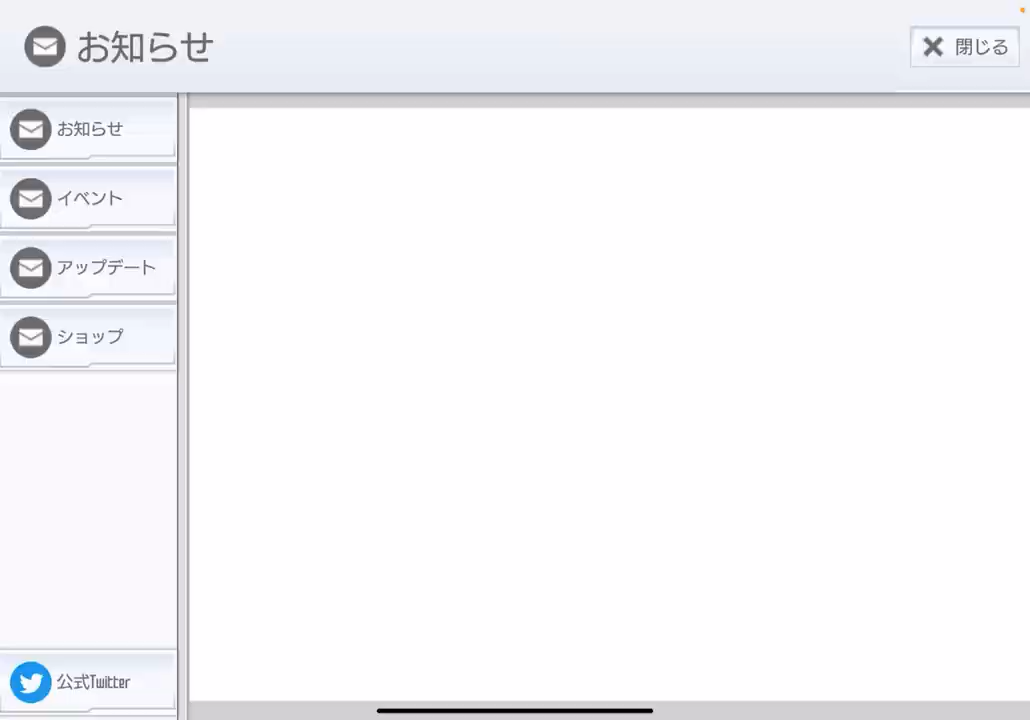 お知らせ
閉じる
お知らせ
イベント
アップデート
ショップ
公式Twitter